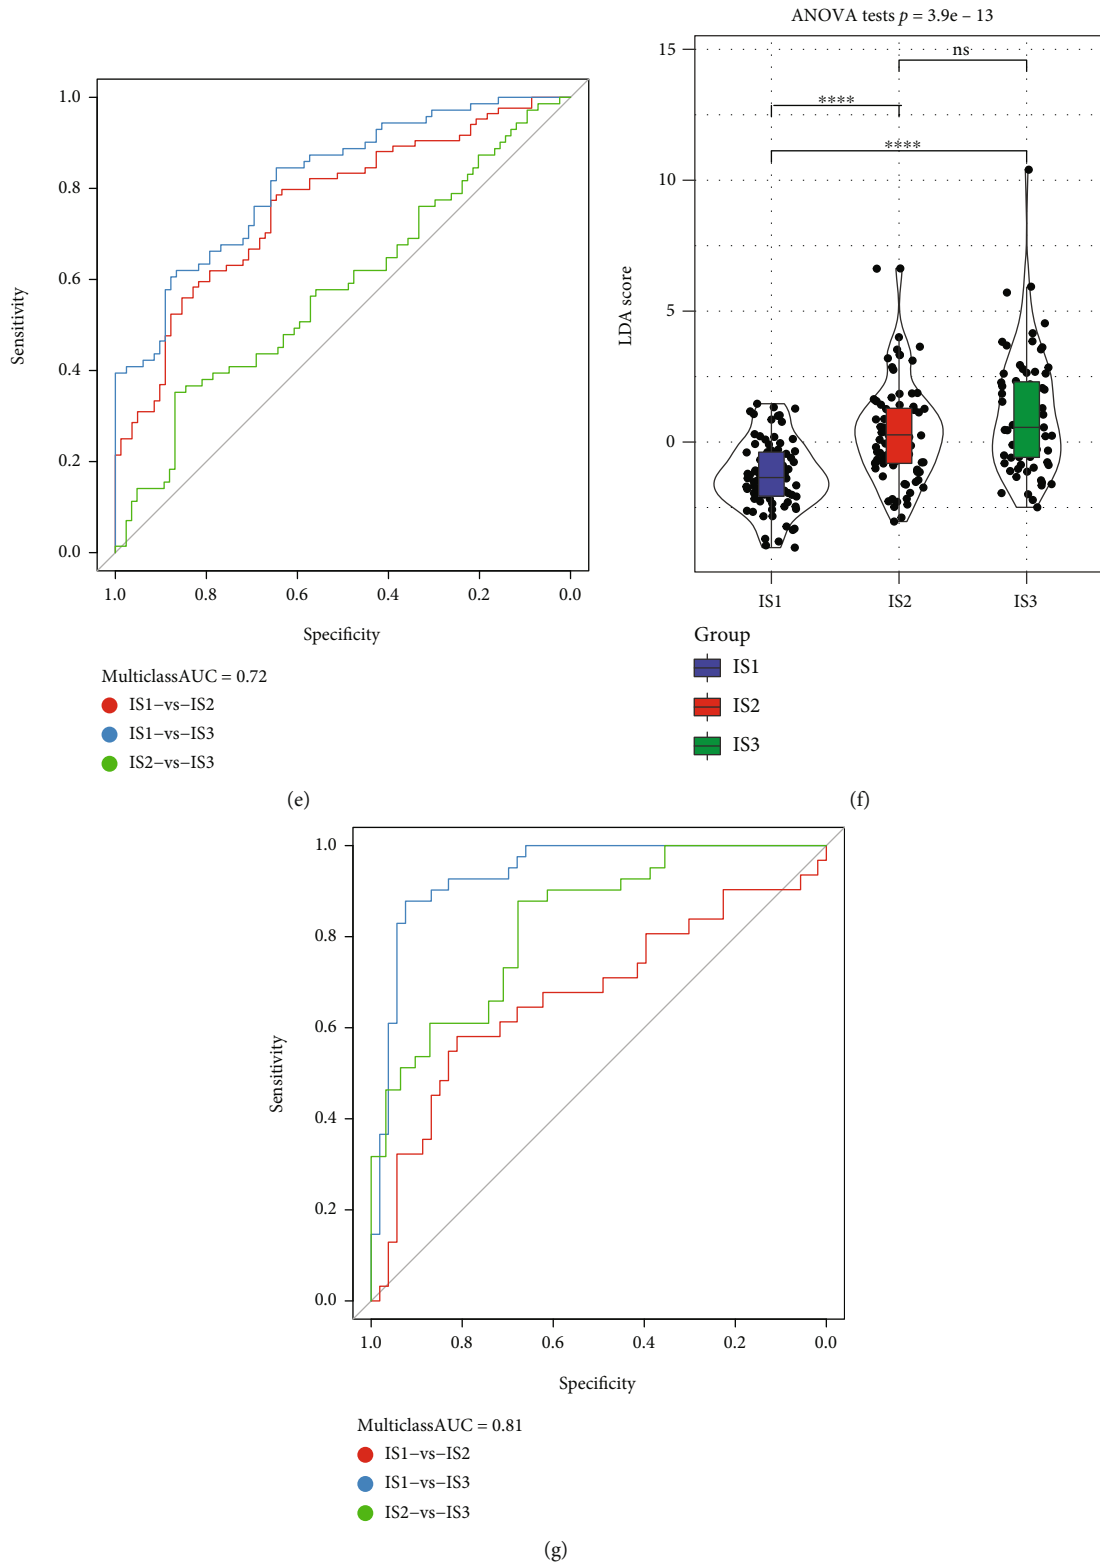 1.0
0.8
0.6
0.4
0.2
0.0
Sensitivity
1.0 0.8 0.6 0.4 0.2 0.0
Specificity
MulticlassAUC = 0.72
IS1−vs−IS2
IS1−vs−IS3
IS2−vs−IS3
(e)
ANOVA tests p = 3.9e – 13
15
10
5
0
LDA score
ns
****
****
IS1 IS2 IS3
Group
IS1
IS2
IS3
(f)
1.0
0.8
0.6
0.4
0.2
0.0
Sensitivity
1.0 0.8 0.6 0.4 0.2 0.0
Specificity
MulticlassAUC = 0.81
IS1−vs−IS2
IS1−vs−IS3
IS2−vs−IS3
(g)